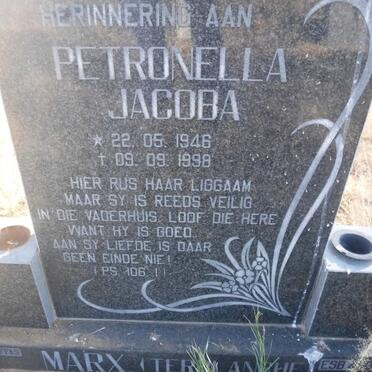 HERINNERING AAN
PETRONELLA
JACOBA
* 22. 05. 1946
† 09. 09. 1998
HIER RUS HAAR LIGGAAM
MAAR SY IS REEDS VEILIG
IN DIE VADERHUIS. LOOF DIE HERE
WANT HY IS GOED.
AAN SY LIEFDE IS DAAR
GEEN EINDE NIE!
(PS. 106. 1)
MARX